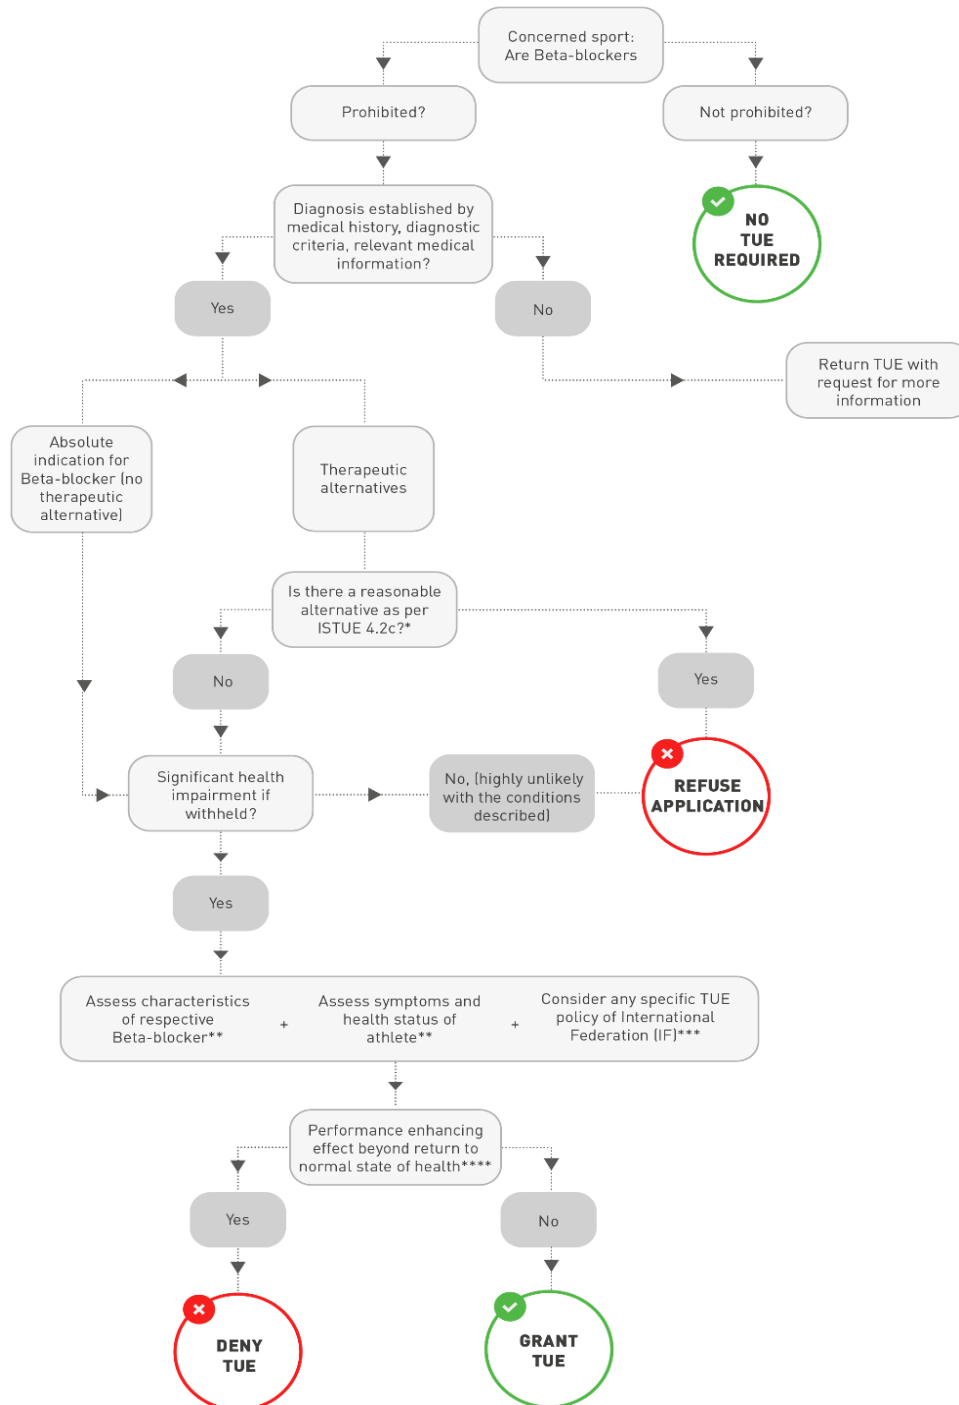 Concerned sport:
Are Beta-blockers
Prohibited?
Not prohibited?
Diagnosis established by
medical history, diagnostic
criteria, relevant medical
information?
NO
TUE
REQUIRED
Yes
No
Return TUE with
request for more
information
Absolute
indication for
Beta-blocker (no
therapeutic
alternative)
Therapeutic
alternatives
Is there a reasonable
alternative as per
ISTUE 4.2c?*
No
Yes
Significant health
impairment if
withheld?
No, (highly unlikely
with the conditions
described)
REFUSE
APPLICATION
Yes
Assess characteristics
of respective
Beta-blocker**
+
Assess symptoms and
health status of
athlete**
+
Consider any specific TUE
policy of International
Federation (IF)***
Performance enhancing
effect beyond return to
normal state of health****
Yes
No
DENY
TUE
GRANT
TUE